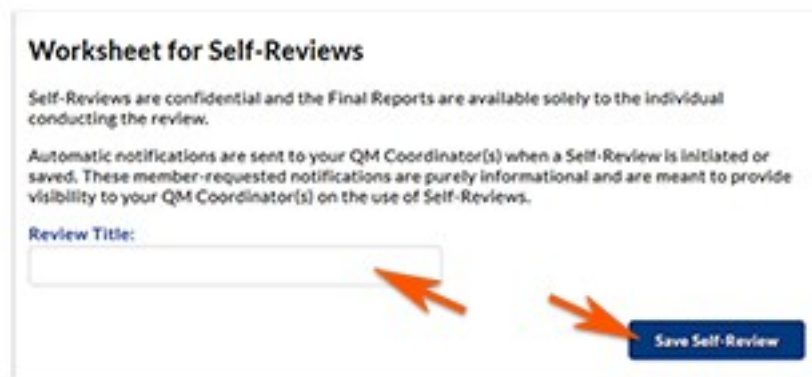 Worksheet for Self-Reviews
Self-Reviews are confidential and the Final Reports are available solely to the individual
conducting the review.
Automatic notifications are sent to your QM Coordinator(s) when a Self-Review is initiated or
saved. These member-requested notifications are purely informational and are meant to provide
visibility to your QM Coordinator(s) on the use of Self-Reviews.
Review Title:
Save Self-Review